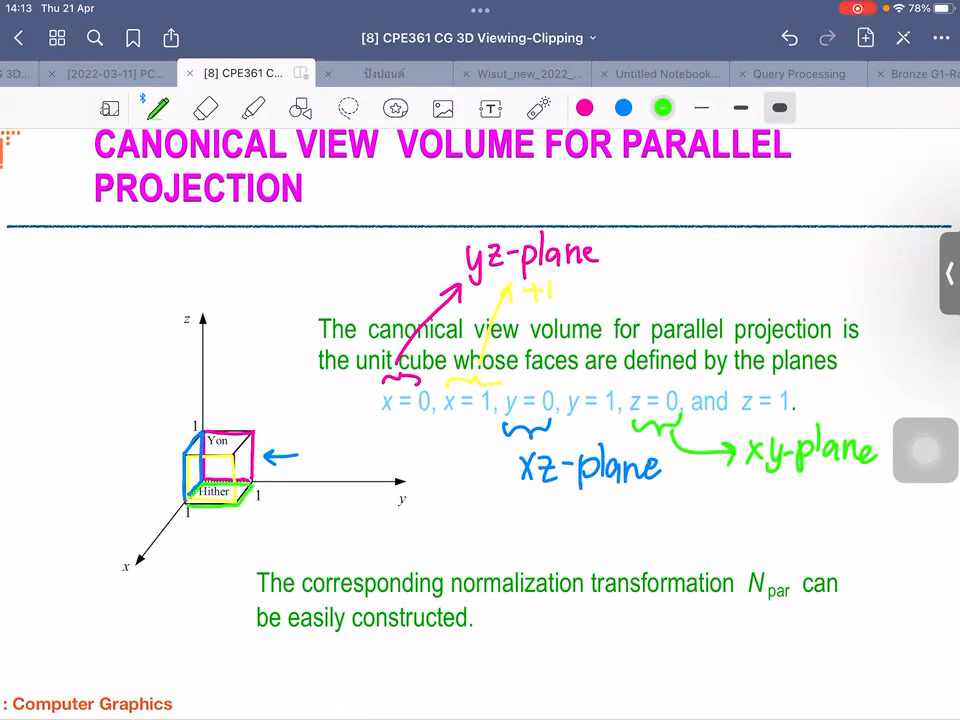 14:13 Thu 21 Apr
78%
[8] CPE361 CG 3D Viewing-Clipping
3D...
[2022-03-11] PC...
[8] CPE361 C...
ปังปอนด์
Wisut_new_2022_...
Untitled Notebook...
Query Processing
Bronze G1-Ra
CANONICAL VIEW VOLUME FOR PARALLEL
PROJECTION
yz-plane
+1
The canonical view volume for parallel projection is
the unit cube whose faces are defined by the planes
x = 0, x = 1, y = 0, y = 1, z = 0, and z = 1.
xz-plane
xy-plane
z
1
Yon
Hither
1
1
y
x
The corresponding normalization transformation N par can
be easily constructed.
: Computer Graphics